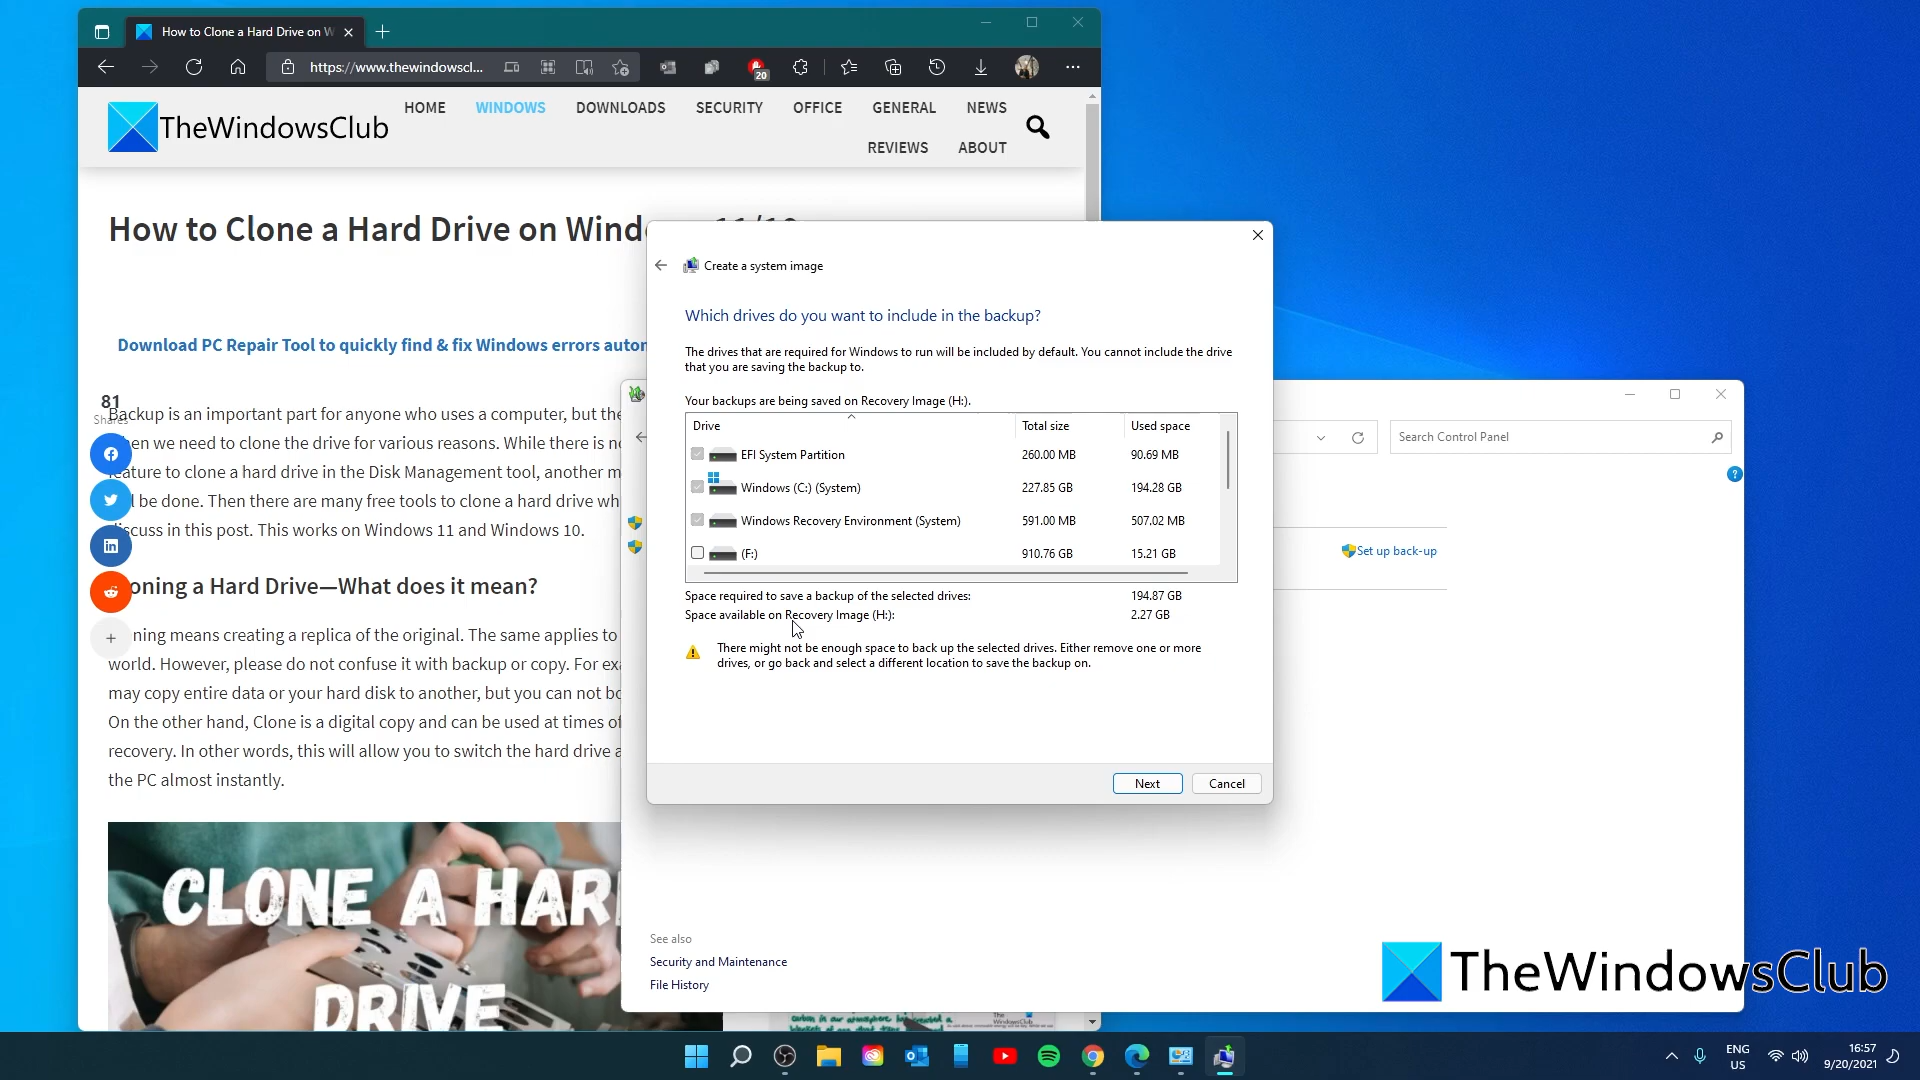 How to Clone a Hard Drive on W
https://www.thewindowscl...
20
TheWindowsClub
HOME WINDOWS DOWNLOADS SECURITY OFFICE GENERAL NEWS
REVIEWS ABOUT
How to Clone a Hard Drive on Wind
Download PC Repair Tool to quickly find & fix Windows errors autor
81
Shares
Backup is an important part for anyone who uses a computer, but the
en we need to clone the drive for various reasons. While there is no
eature to clone a hard drive in the Disk Management tool, another m
l be done. Then there are many free tools to clone a hard drive wh
scuss in this post. This works on Windows 11 and Windows 10.
oning a Hard Drive—What does it mean?
ning means creating a replica of the original. The same applies to
world. However, please do not confuse it with backup or copy. For exa
may copy entire data or your hard disk to another, but you can not bo
On the other hand, Clone is a digital copy and can be used at times of
recovery. In other words, this will allow you to switch the hard drive a
the PC almost instantly.
CLONE A HAR
DRIVE
Create a system image
Which drives do you want to include in the backup?
The drives that are required for Windows to run will be included by default. You cannot include the drive
that you are saving the backup to.
Your backups are being saved on Recovery Image (H:).
Drive Total size Used space
EFI System Partition 260.00 MB 90.69 MB
Windows (C:) (System) 227.85 GB 194.28 GB
Windows Recovery Environment (System) 591.00 MB 507.02 MB
(F:) 910.76 GB 15.21 GB
Space required to save a backup of the selected drives: 194.87 GB
Space available on Recovery Image (H:): 2.27 GB
There might not be enough space to back up the selected drives. Either remove one or more
drives, or go back and select a different location to save the backup on.
Next Cancel
Search Control Panel
Set up back-up
See also
Security and Maintenance
File History
TheWindowsClub
ENG
US
16:57
9/20/2021